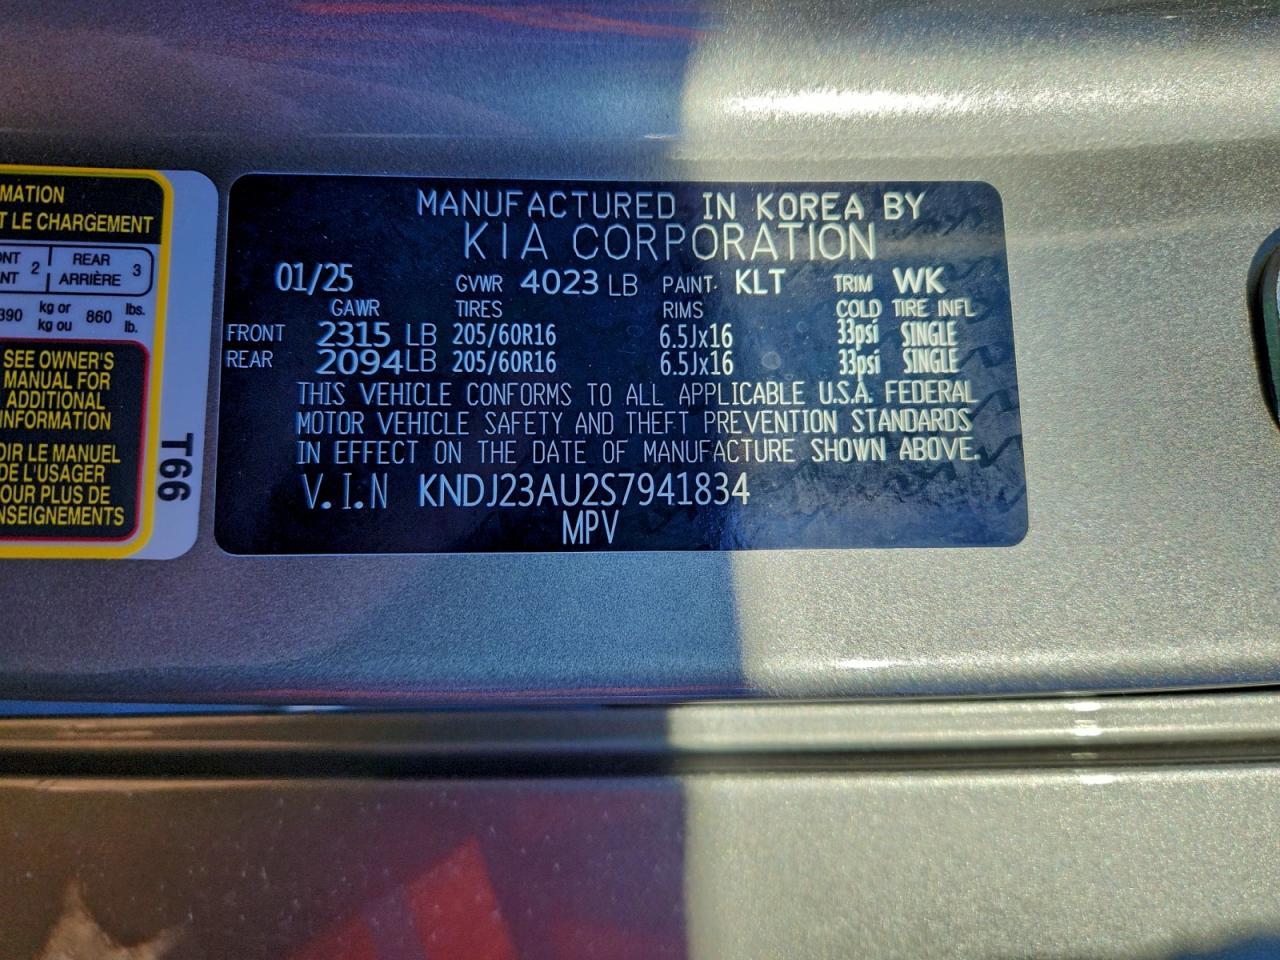 MANUFACTURED IN KOREA BY
KIA CORPORATION
01/25 GVWR 4023 LB PAINT: KLT TRIM WK
GAWR TIRES RIMS COLD TIRE INFL
FRONT 2315 LB 205/60R16 6.5Jx16 33psi SINGLE
REAR 2094LB 205/60R16 6.5Jx16 33psi SINGLE
THIS VEHICLE CONFORMS TO ALL APPLICABLE U.S.A. FEDERAL
MOTOR VEHICLE SAFETY AND THEFT PREVENTION STANDARDS
IN EFFECT ON THE DATE OF MANUFACTURE SHOWN ABOVE.
V.I.N KNDJ23AU2S7941834
MPV
MATION
T LE CHARGEMENT
NT 2 REAR 3
NT ARRIÈRE
390 kg or 860 lbs.
kg ou lb.
SEE OWNER'S
MANUAL FOR
ADDITIONAL
INFORMATION
OIR LE MANUEL
DE L'USAGER
POUR PLUS DE
NSEIGNEMENTS
T66